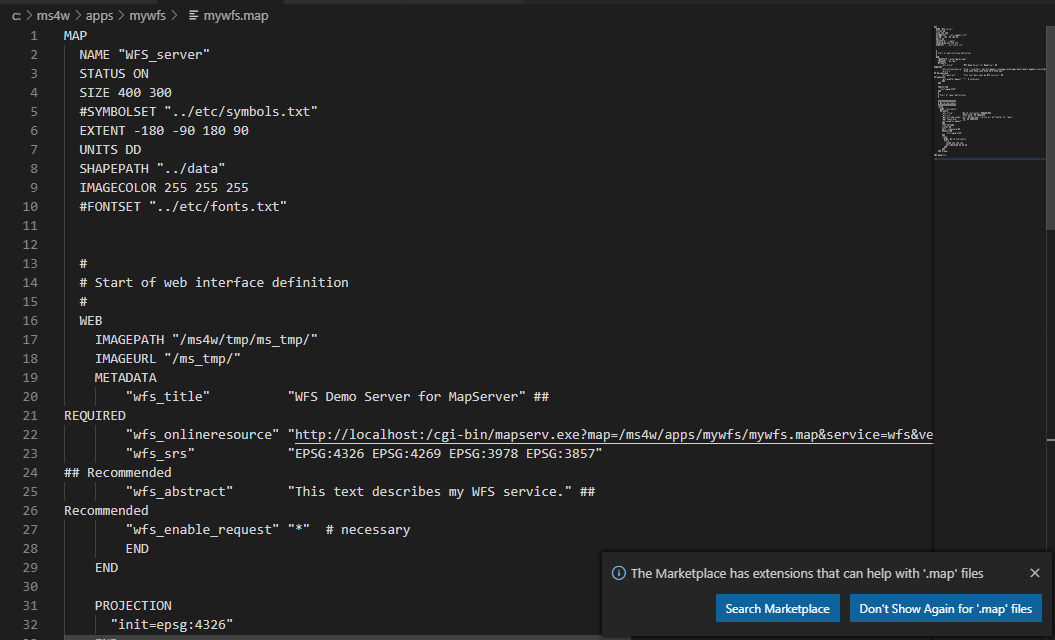 c: > ms4w > apps > mywfs > mywfs.map
1 MAP
2 NAME "WFS_server"
3 STATUS ON
4 SIZE 400 300
5 #SYMBOLSET "../etc/symbols.txt"
6 EXTENT -180 -90 180 90
7 UNITS DD
8 SHAPEPATH "../data"
9 IMAGECOLOR 255 255 255
10 #FONTSET "../etc/fonts.txt"
11
12
13 #
14 # Start of web interface definition
15 #
16 WEB
17 IMAGEPATH "/ms4w/tmp/ms_tmp/"
18 IMAGEURL "/ms_tmp/"
19 METADATA
20 "wfs_title" "WFS Demo Server for MapServer" ##
21 REQUIRED
22 "wfs_onlineresource" "http://localhost:/cgi-bin/mapserv.exe?map=/ms4w/apps/mywfs/mywfs.map&service=wfs&ve
23 "wfs_srs" "EPSG:4326 EPSG:4269 EPSG:3978 EPSG:3857"
24 ## Recommended
25 "wfs_abstract" "This text describes my WFS service." ##
26 Recommended
27 "wfs_enable_request" "*" # necessary
28 END
29 END
30
31 PROJECTION
32 "init=epsg:4326"
The Marketplace has extensions that can help with '.map' files
Search Marketplace
Don't Show Again for '.map' files